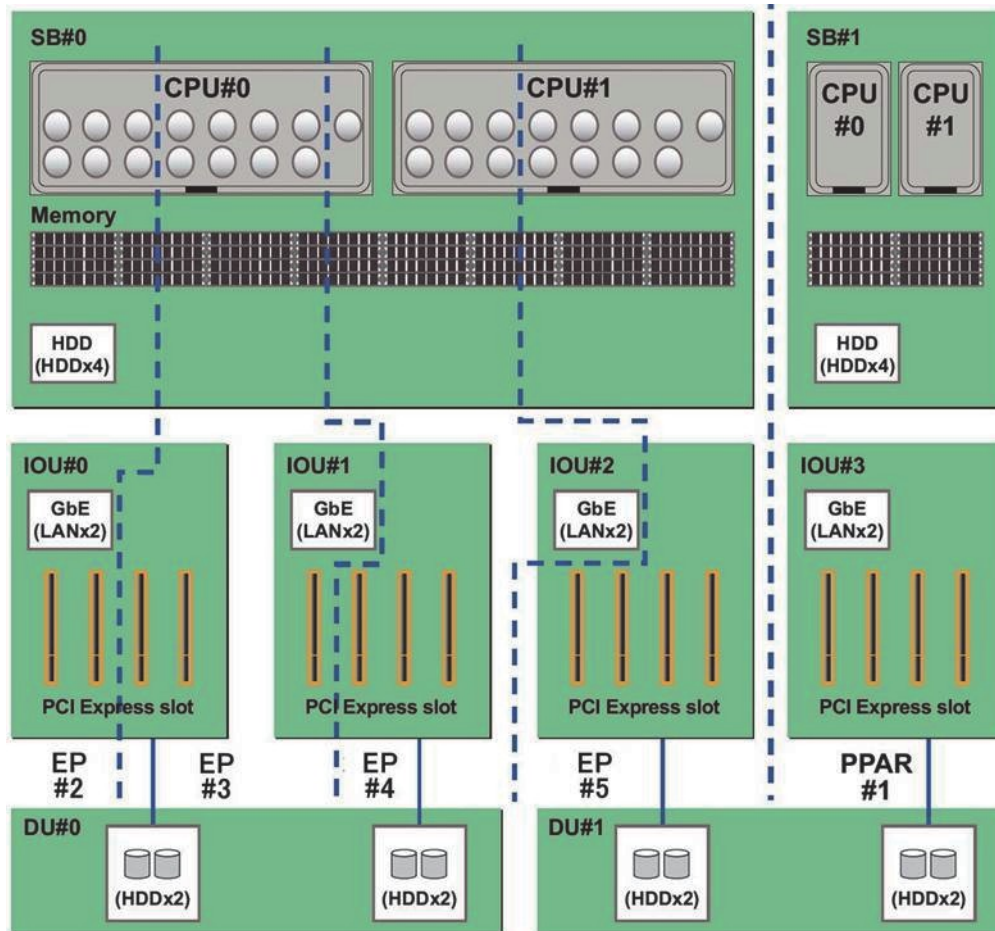 SB#0
CPU#0
CPU#1
Memory
HDD
(HDDx4)
SB#1
CPU
#0
CPU
#1
HDD
(HDDx4)
IOU#0
GbE
(LANx2)
PCI Express slot
IOU#1
GbE
(LANx2)
PCI Express slot
IOU#2
GbE
(LANx2)
PCI Express slot
IOU#3
GbE
(LANx2)
PCI Express slot
EP
#2
EP
#3
EP
#4
EP
#5
PPAR
#1
DU#0
(HDDx2)
(HDDx2)
DU#1
(HDDx2)
(HDDx2)